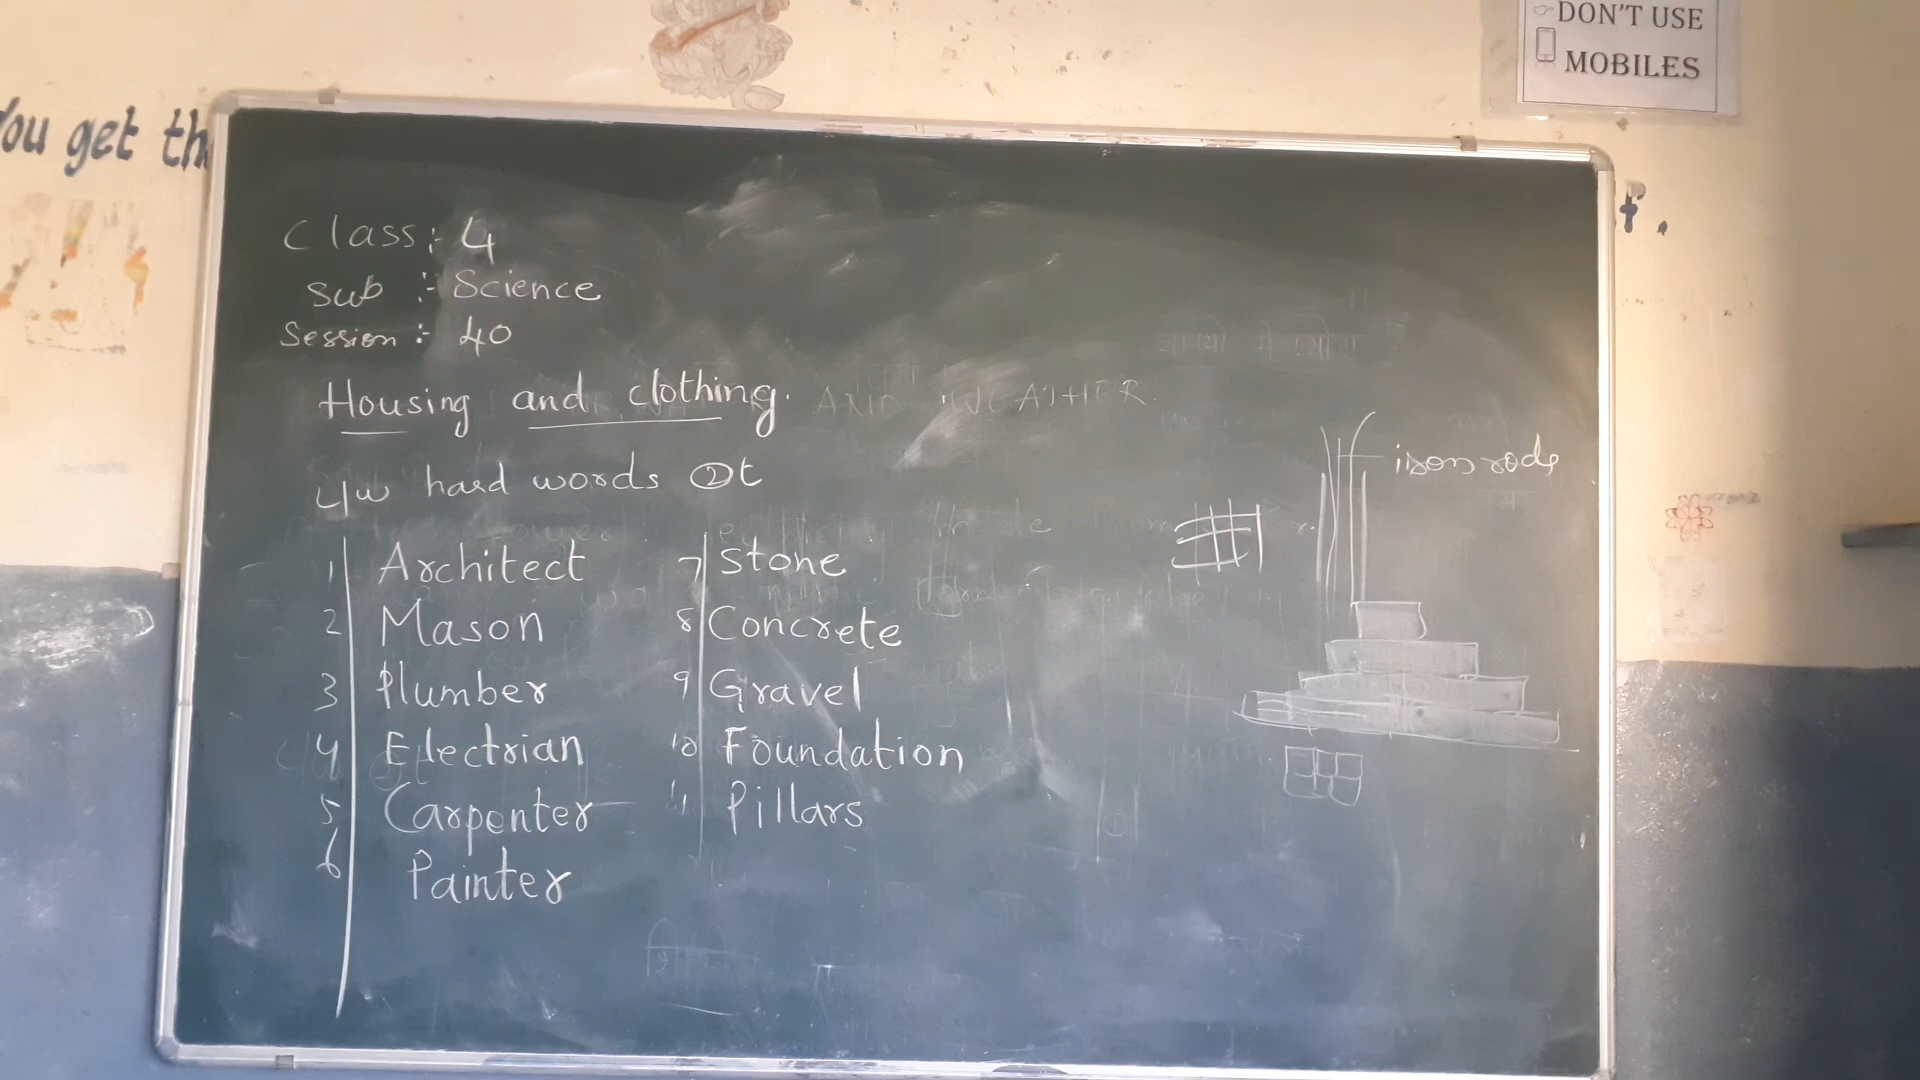 DON'T USE
MOBILES
You get th
t.
Class:- 4
Sub :- Science
Session :- 40
Housing and clothing.
AND WEATHER
C/w hard words ②t
iron rods
1 Architect
2 Mason
3 Plumber
4 Electrian
5 Carpenter
6 Painter
7 Stone
8 Concrete
9 Gravel
10 Foundation
11 Pillars